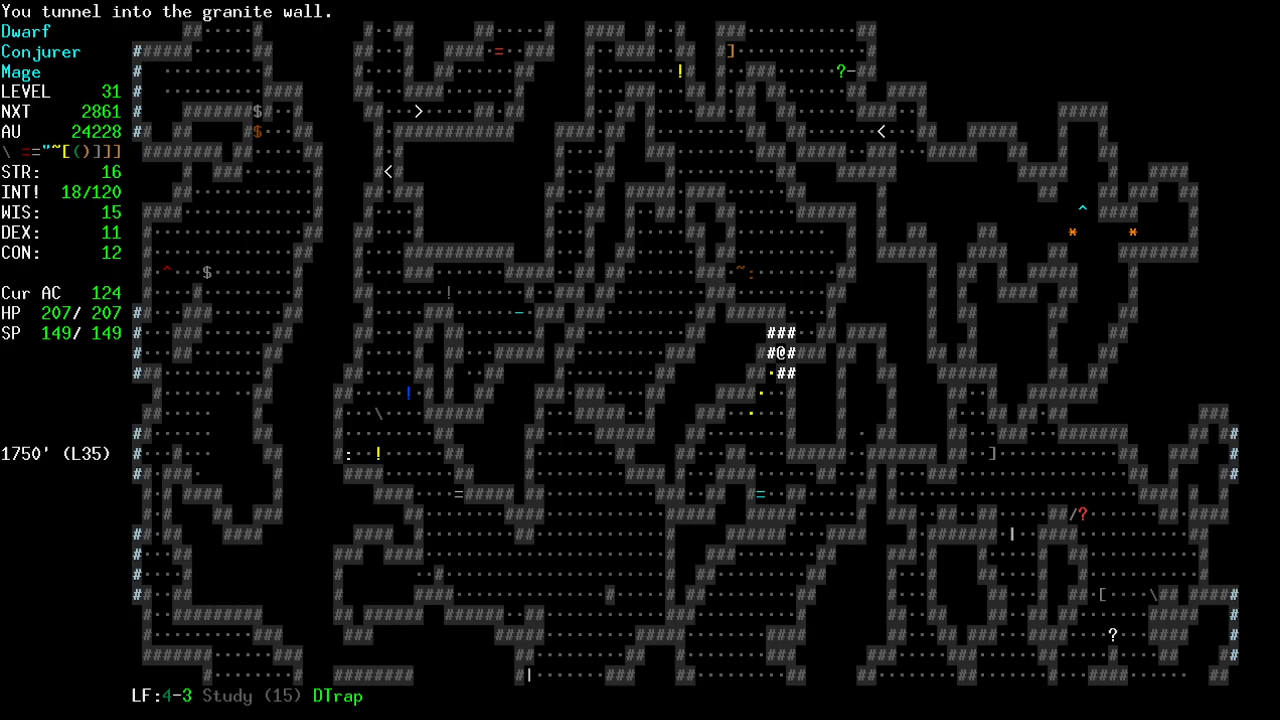 You tunnel into the granite wall.
Dwarf
Conjurer
Mage
LEVEL 31
NXT 2861
AU 24228
\ =="~[()]]]
STR: 16
INT! 18/120
WIS: 15
DEX: 11
CON: 12
Cur AC 124
HP 207/ 207
SP 149/ 149
1750' (L35)
LF:4-3 Study (15) DTrap